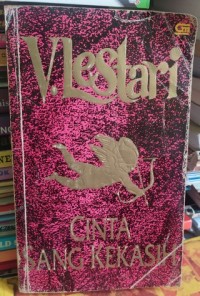 V. Lestari
CINTA
SANG KEKASIH